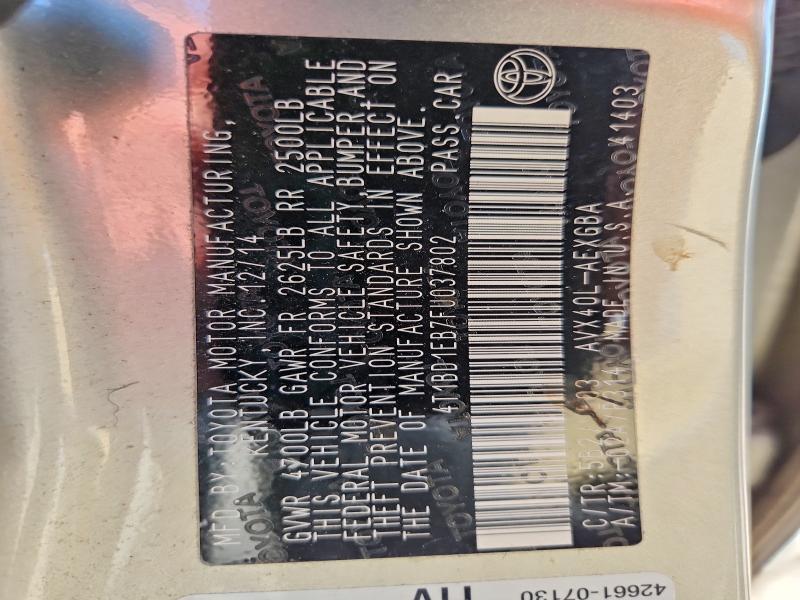 MFD BY:TOYOTA MOTOR MANUFACTURING,
KENTUCKY INC.12/14
GVWR 4700LB GAWR FR 2625LB RR 2500LB
THIS VEHICLE CONFORMS TO ALL APPLICABLE
FEDERAL MOTOR VEHICLE SAFETY,BUMPER,AND
THEFT PREVENTION STANDARDS IN EFFECT ON
THE DATE OF MANUFACTURE SHOWN ABOVE.
4T1BD1EB7FU037802 PASS.CAR
AVX40L-AEXGBA
MADE IN U.S.A. 41403
42661-07130